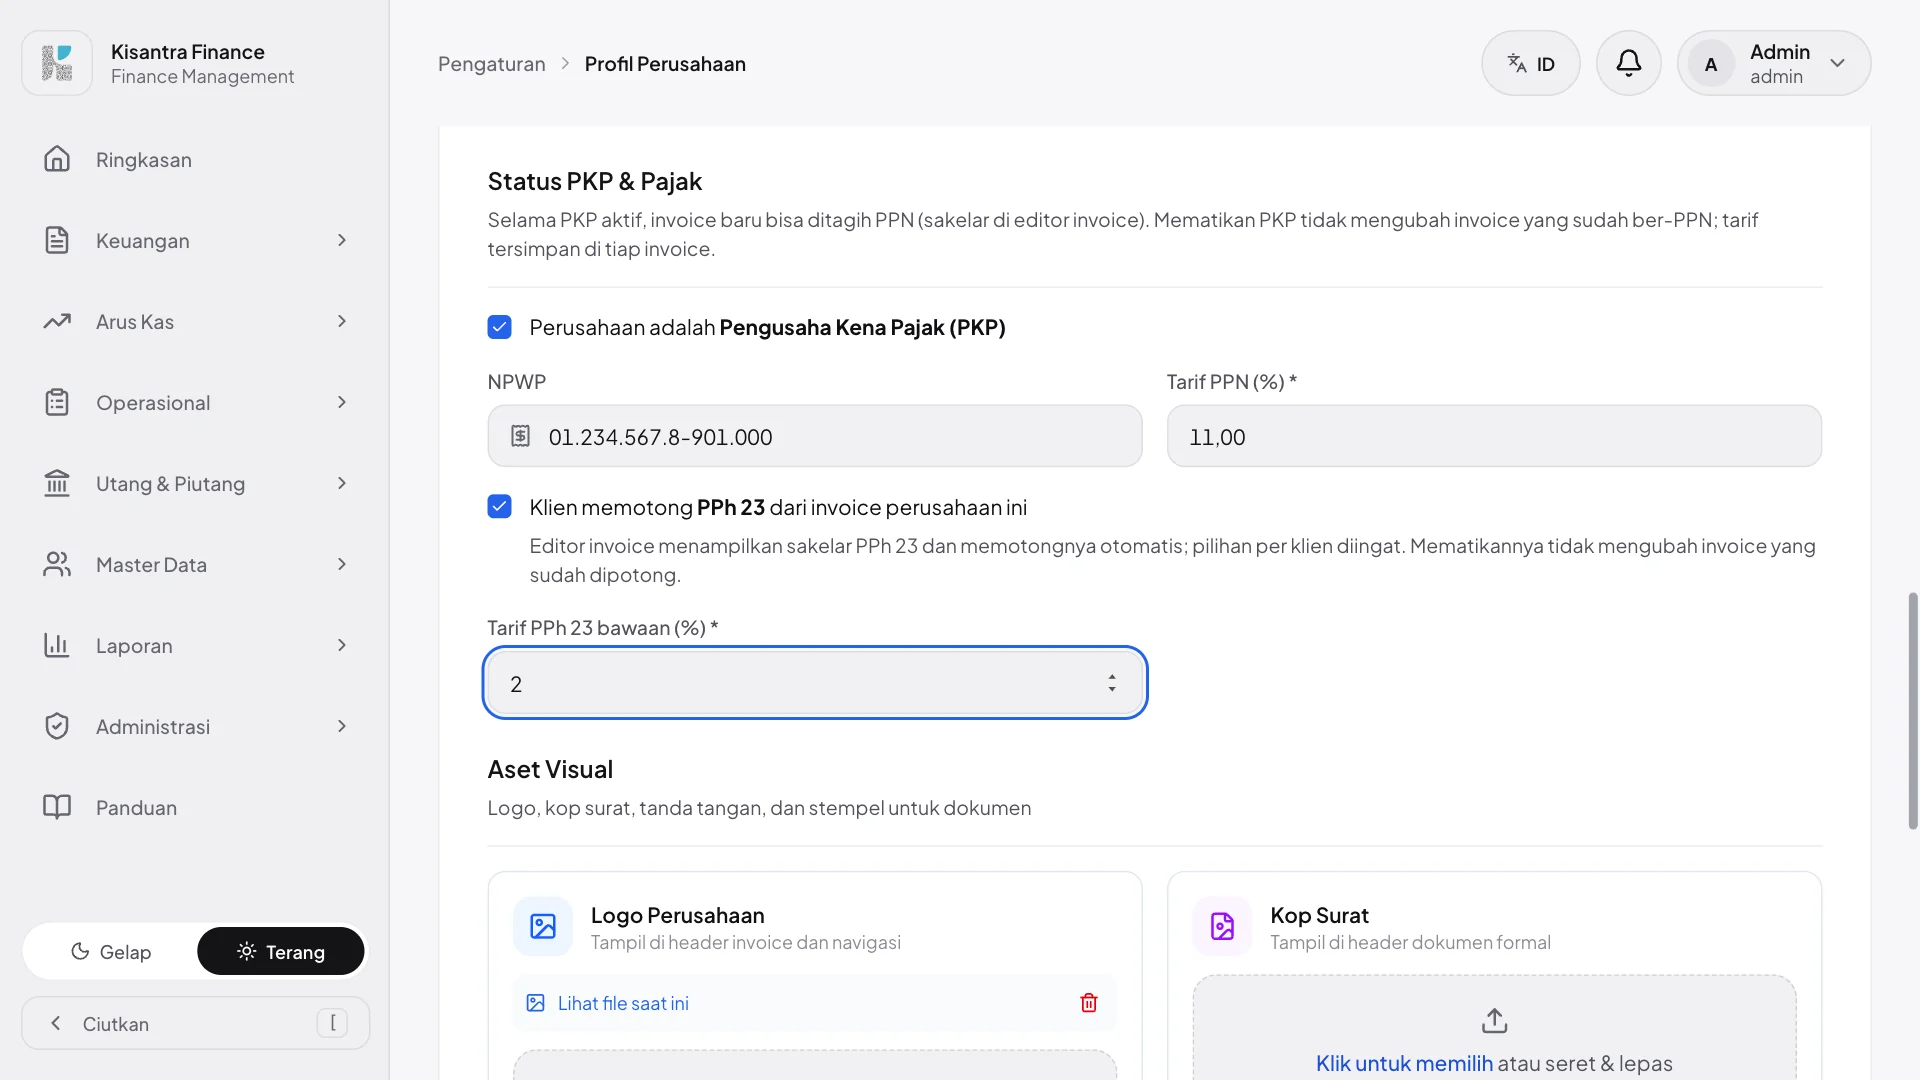 Kisantra Finance
Finance Management
Ringkasan
Keuangan
Arus Kas
Operasional
Utang & Piutang
Master Data
Laporan
Administrasi
Panduan
Gelap
Terang
Ciutkan
[
Pengaturan
Profil Perusahaan
ID
A
Admin
admin
Status PKP & Pajak
Selama PKP aktif, invoice baru bisa ditagih PPN (sakelar di editor invoice). Mematikan PKP tidak mengubah invoice yang sudah ber-PPN; tarif
tersimpan di tiap invoice.
Perusahaan adalah Pengusaha Kena Pajak (PKP)
NPWP
Tarif PPN (%) *
01.234.567.8-901.000
11,00
Klien memotong PPh 23 dari invoice perusahaan ini
Editor invoice menampilkan sakelar PPh 23 dan memotongnya otomatis; pilihan per klien diingat. Mematikannya tidak mengubah invoice yang
sudah dipotong.
Tarif PPh 23 bawaan (%) *
2
Aset Visual
Logo, kop surat, tanda tangan, dan stempel untuk dokumen
Logo Perusahaan
Tampil di header invoice dan navigasi
Lihat file saat ini
Kop Surat
Tampil di header dokumen formal
Klik untuk memilih atau seret & lepas